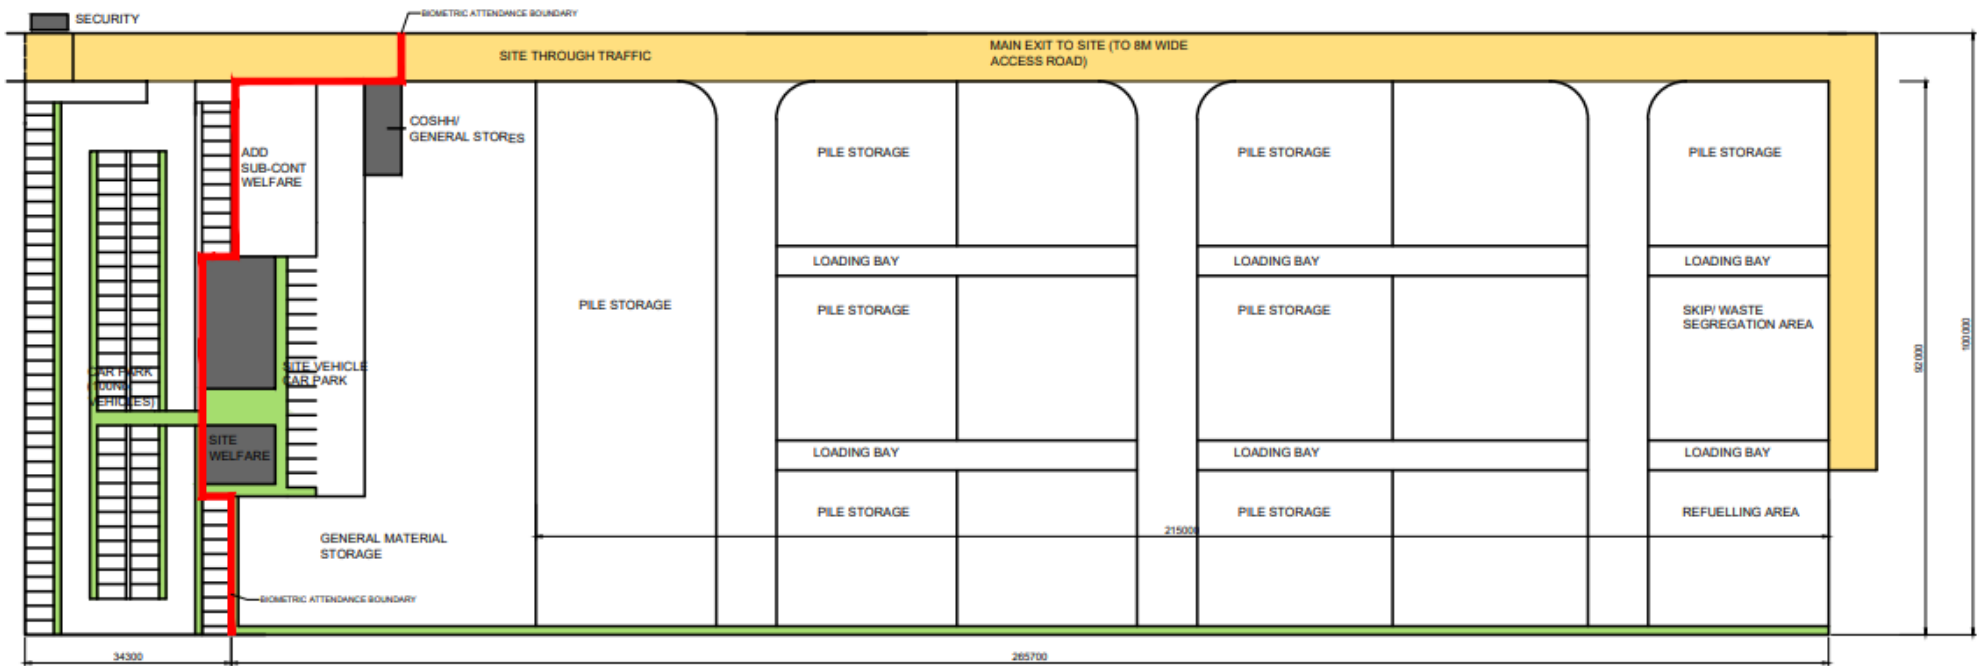 SECURITY
BIOMETRIC ATTENDANCE BOUNDARY
SITE THROUGH TRAFFIC
MAIN EXIT TO SITE (TO 8M WIDE
ACCESS ROAD)
COSHH/
GENERAL STORES
ADD
SUB-CONT
WELFARE
PILE STORAGE
PILE STORAGE
PILE STORAGE
LOADING BAY
LOADING BAY
LOADING BAY
PILE STORAGE
PILE STORAGE
PILE STORAGE
SKIP/ WASTE
SEGREGATION AREA
92000
100000
CAR PARK
(100No
VEHICLES)
SITE VEHICLE
CAR PARK
SITE
WELFARE
LOADING BAY
LOADING BAY
LOADING BAY
PILE STORAGE
PILE STORAGE
REFUELLING AREA
GENERAL MATERIAL
STORAGE
215000
BIOMETRIC ATTENDANCE BOUNDARY
34300
265700